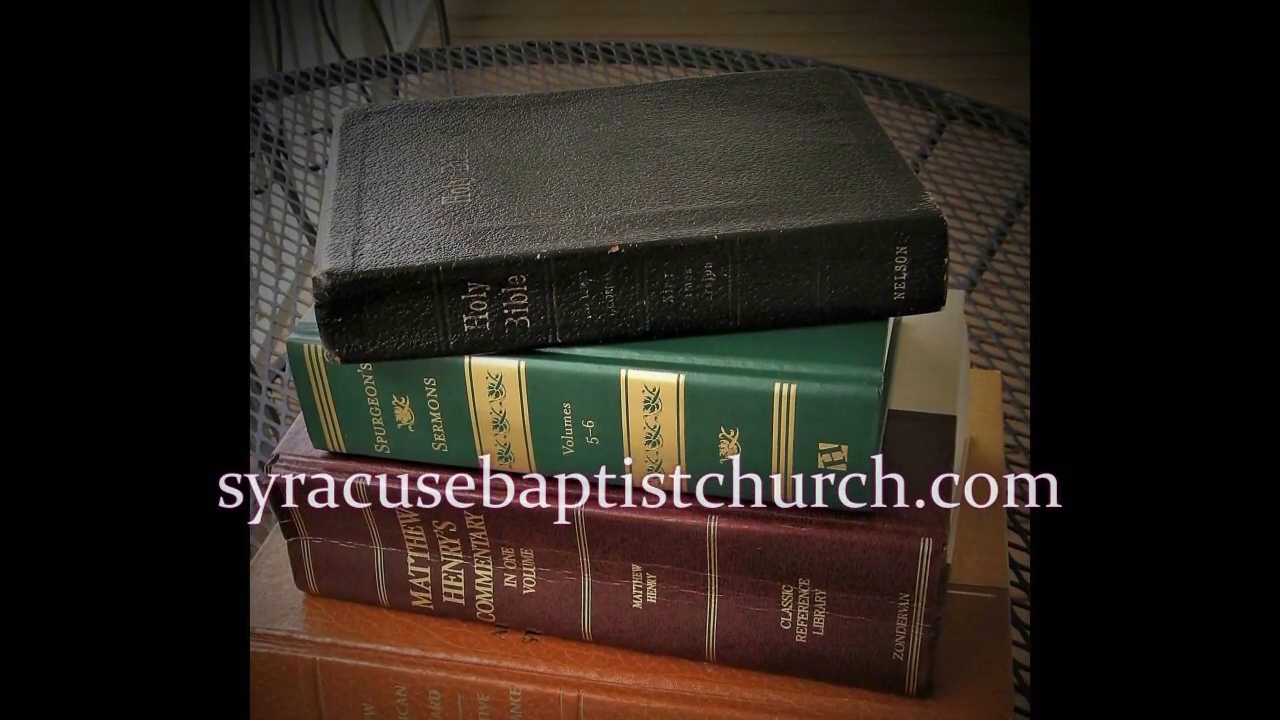 Holy
Holy
Bible
NELSON
SPURGEON'S
SERMONS
Volumes
5–6
syracusebaptistchurch.com
MATTHEW
HENRY'S
COMMENTARY
IN ONE
VOLUME
MATTHEW
HENRY
CLASSIC
REFERENCE
LIBRARY
ZONDERVAN